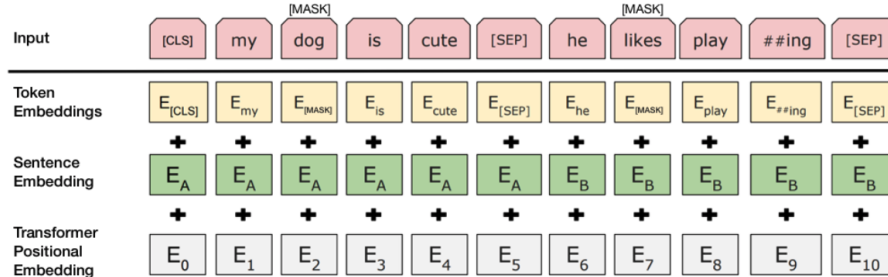 [MASK] [MASK]
Input [CLS] my dog is cute [SEP] he likes play ##ing [SEP]
Token
Embeddings
E[CLS] Emy E[MASK] Eis Ecute E[SEP] Ehe E[MASK] Eplay E##ing E[SEP]
+ + + + + + + + + + +
Sentence
Embedding
EA EA EA EA EA EA EB EB EB EB EB
+ + + + + + + + + + +
Transformer
Positional
Embedding
E0 E1 E2 E3 E4 E5 E6 E7 E8 E9 E10